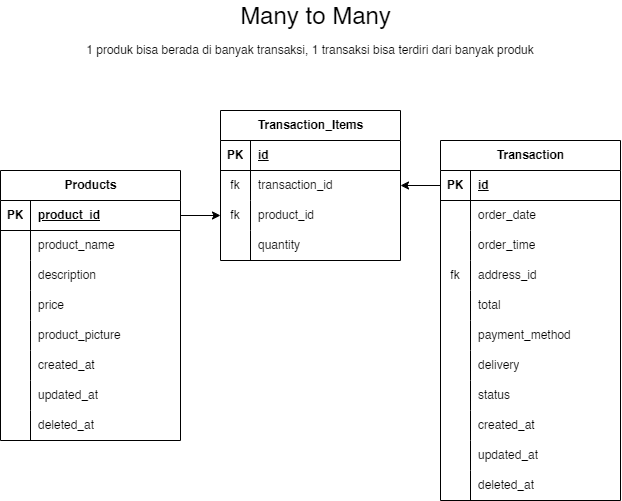 Many to Many
1 produk bisa berada di banyak transaksi, 1 transaksi bisa terdiri dari banyak produk
Transaction_Items
PK id
fk transaction_id
fk product_id
quantity
Products
PK product_id
product_name
description
price
product_picture
created_at
updated_at
deleted_at
Transaction
PK id
order_date
order_time
fk address_id
total
payment_method
delivery
status
created_at
updated_at
deleted_at